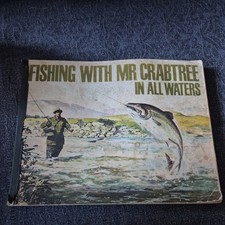 FISHING WITH MR CRABTREE
IN ALL WATERS